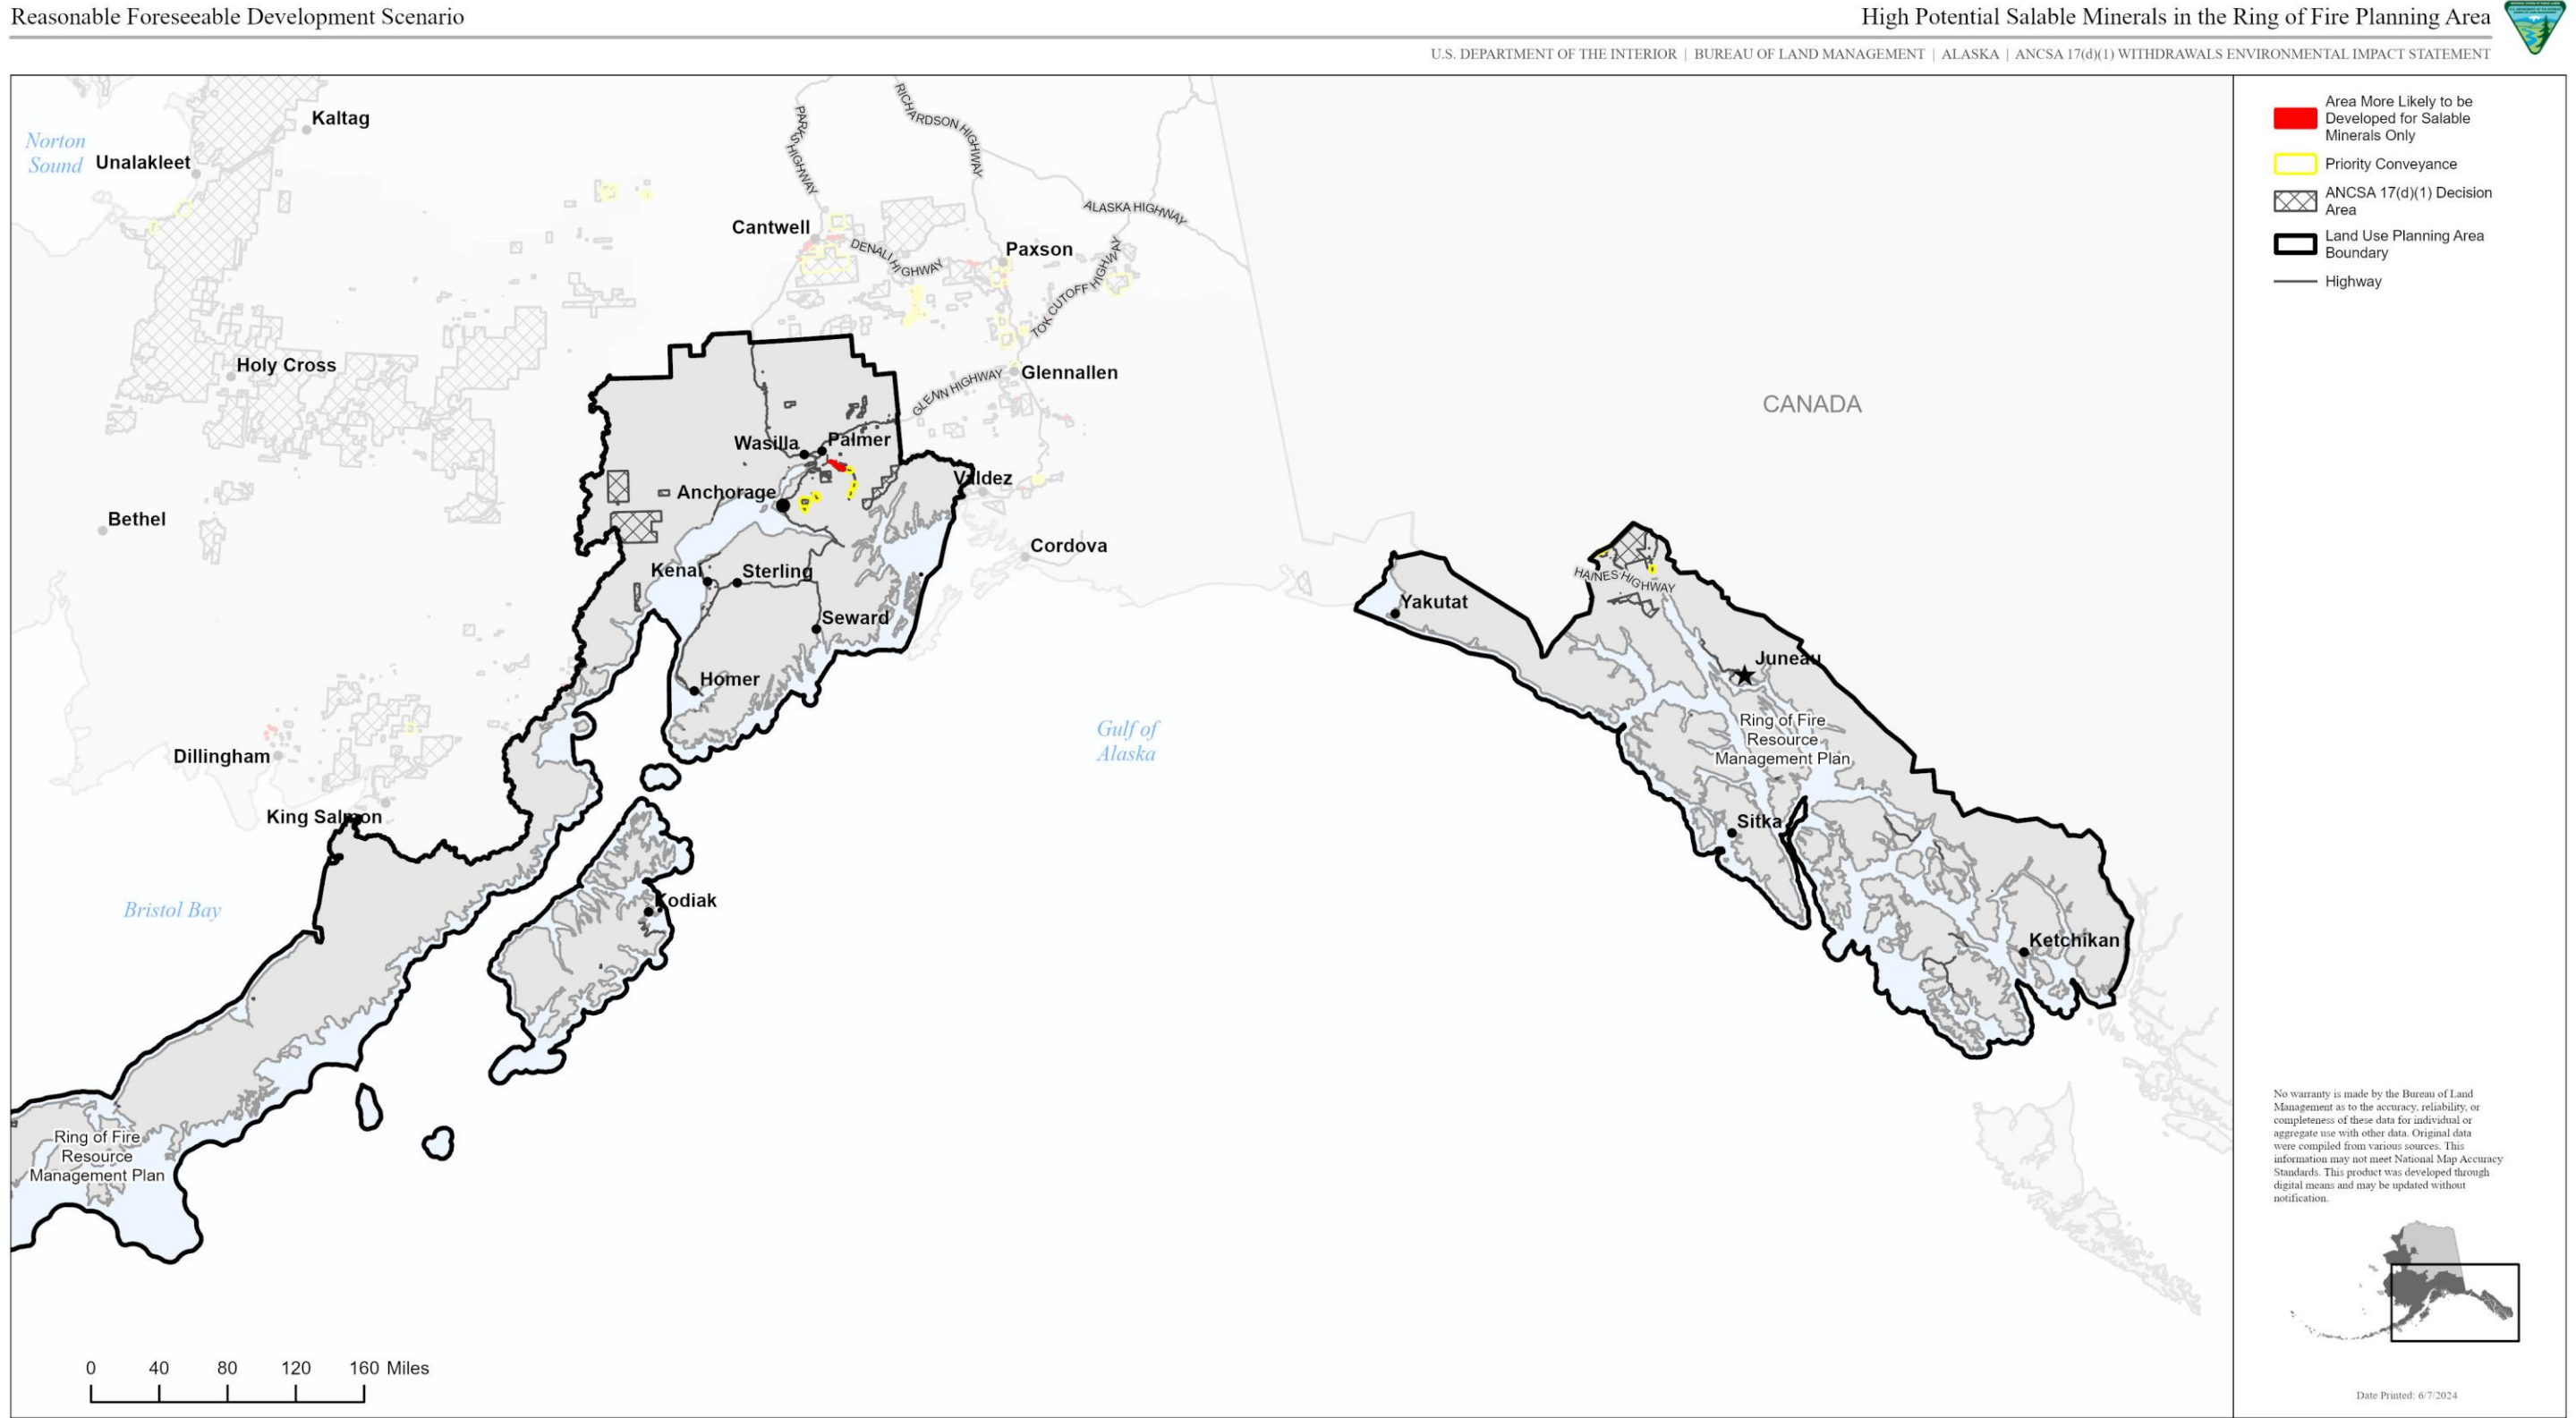 Reasonable Foreseeable Development Scenario
High Potential Salable Minerals in the Ring of Fire Planning Area
U.S. DEPARTMENT OF THE INTERIOR | BUREAU OF LAND MANAGEMENT | ALASKA | ANCSA 17(d)(1) WITHDRAWALS ENVIRONMENTAL IMPACT STATEMENT
Kaltag
Norton
Sound
Unalakleet
PARKS HIGHWAY
RICHARDSON HIGHWAY
ALASKA HIGHWAY
Cantwell
DENALI HIGHWAY
Paxson
TOK CUTOFF HIGHWAY
Holy Cross
GLENN HIGHWAY
Glennallen
CANADA
Wasilla
Palmer
Anchorage
Valdez
Bethel
Cordova
Kenai
Sterling
HAINES HIGHWAY
Yakutat
Seward
Juneau
Homer
Gulf of
Alaska
Ring of Fire
Resource
Management Plan
Dillingham
King Salmon
Sitka
Kodiak
Bristol Bay
Ketchikan
Ring of Fire
Resource
Management Plan
0 40 80 120 160 Miles
Area More Likely to be
Developed for Salable
Minerals Only
Priority Conveyance
ANCSA 17(d)(1) Decision
Area
Land Use Planning Area
Boundary
Highway
No warranty is made by the Bureau of Land
Management as to the accuracy, reliability, or
completeness of these data for individual or
aggregate use with other data. Original data
were compiled from various sources. This
information may not meet National Map Accuracy
Standards. This product was developed through
digital means and may be updated without
notification.
Date Printed: 6/7/2024